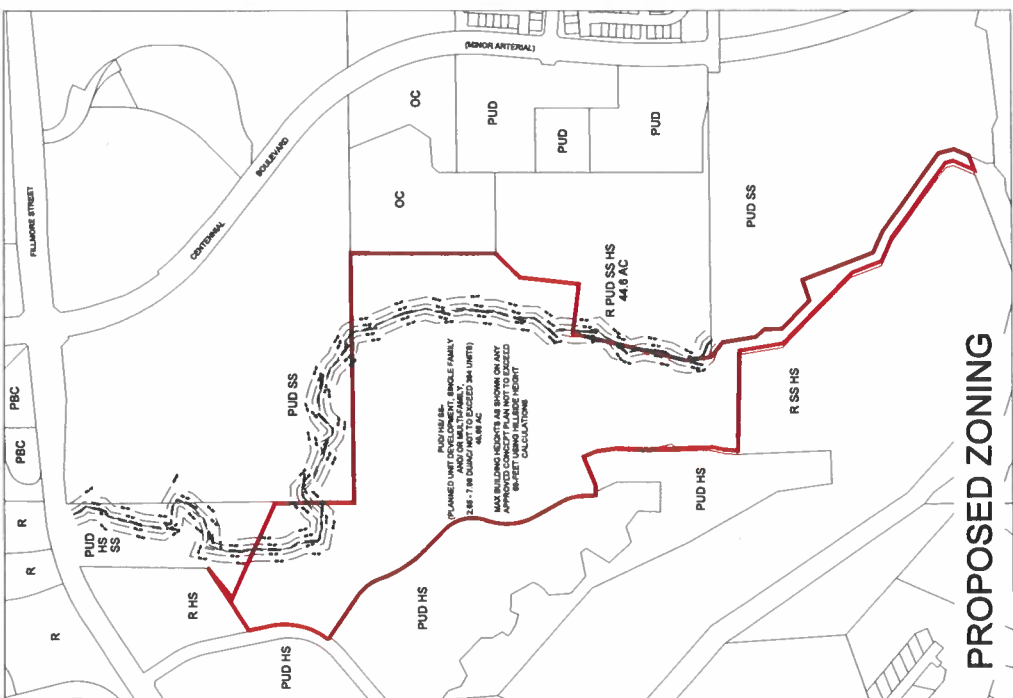 FILLMORE STREET
PBC
PBC
R
R
R
CENTENNIAL
BOULEVARD
(MINOR ARTERIAL)
PUD
HS
SS
PUD SS
OC
OC
PUD
PUD
PUD
R HS
PUD HS
PUD HS
PUD/ HS/ SS-
(PLANNED UNIT DEVELOPMENT, SINGLE FAMILY
AND/ OR MULTI-FAMILY,
DU/AC/ NOT TO EXCEED UNITS)
AC
MAX BUILDING HEIGHTS AS SHOWN ON ANY
APPROVED CONCEPT PLAN NOT TO EXCEED
USING HILLSIDE HEIGHT
CALCULATIONS
R PUD SS HS
44.6 AC
PUD SS
PUD HS
R SS HS
PROPOSED ZONING